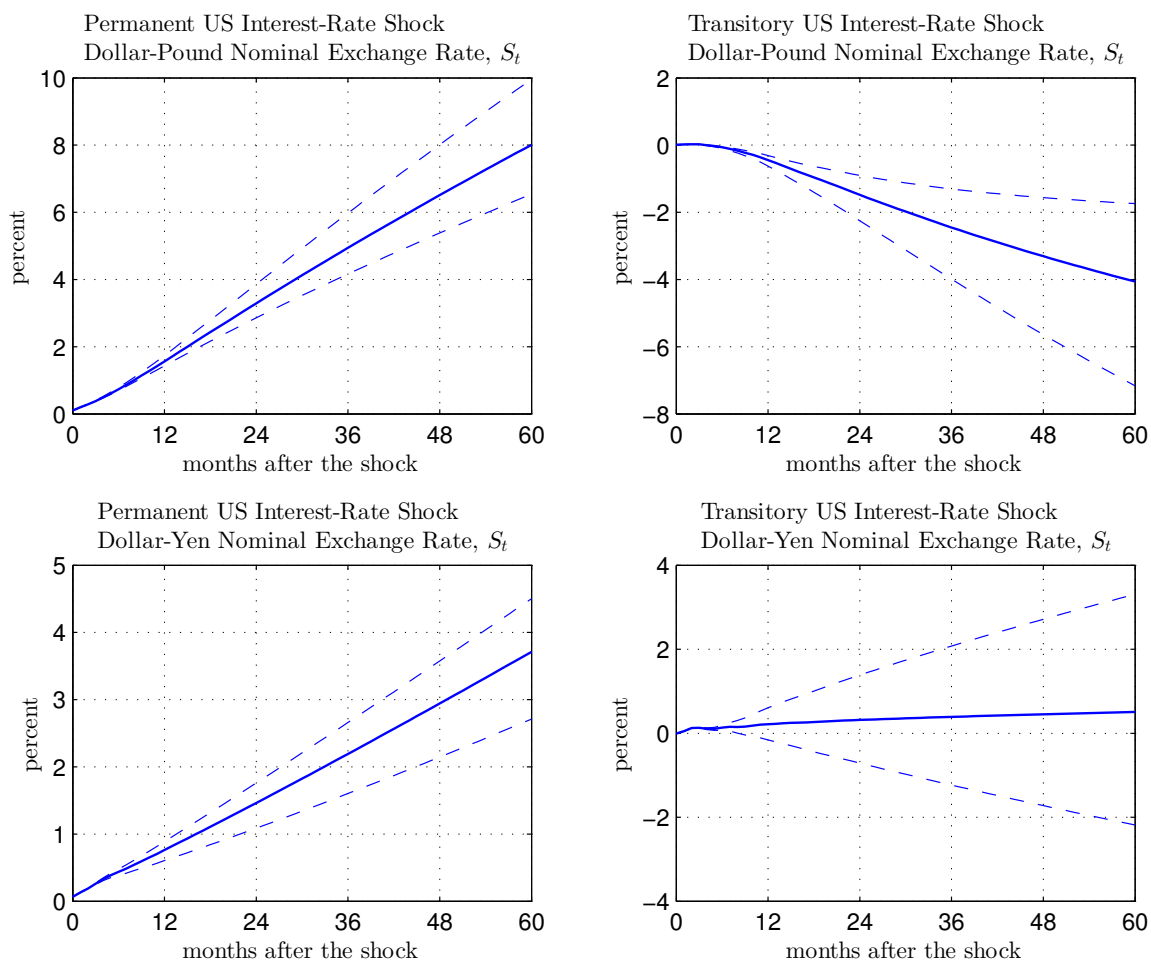 Permanent US Interest-Rate Shock
Dollar-Pound Nominal Exchange Rate, S_t
10
8
6
4
2
0
percent
0 12 24 36 48 60
months after the shock
Transitory US Interest-Rate Shock
Dollar-Pound Nominal Exchange Rate, S_t
2
0
−2
−4
−6
−8
percent
0 12 24 36 48 60
months after the shock
Permanent US Interest-Rate Shock
Dollar-Yen Nominal Exchange Rate, S_t
5
4
3
2
1
0
percent
0 12 24 36 48 60
months after the shock
Transitory US Interest-Rate Shock
Dollar-Yen Nominal Exchange Rate, S_t
4
2
0
−2
−4
percent
0 12 24 36 48 60
months after the shock